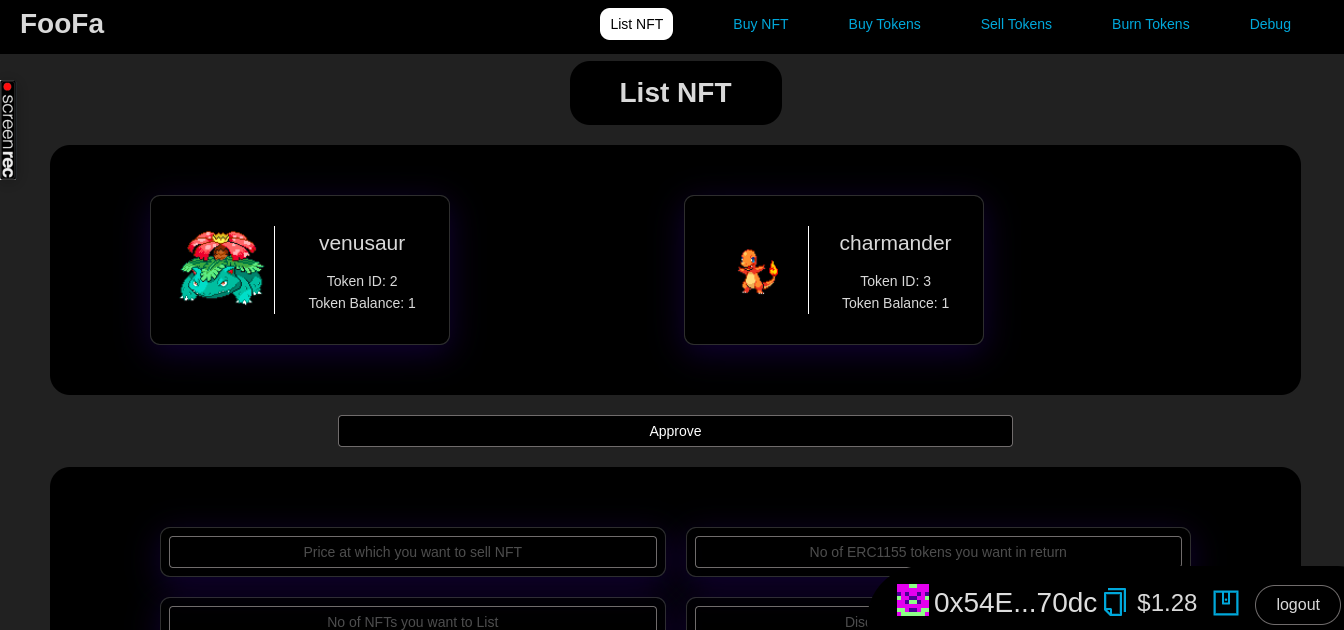 FooFa
List NFT
Buy NFT
Buy Tokens
Sell Tokens
Burn Tokens
Debug
screenrec
List NFT
venusaur
Token ID: 2
Token Balance: 1
charmander
Token ID: 3
Token Balance: 1
Approve
Price at which you want to sell NFT
No of ERC1155 tokens you want in return
No of NFTs you want to List
0x54E...70dc
$1.28
logout